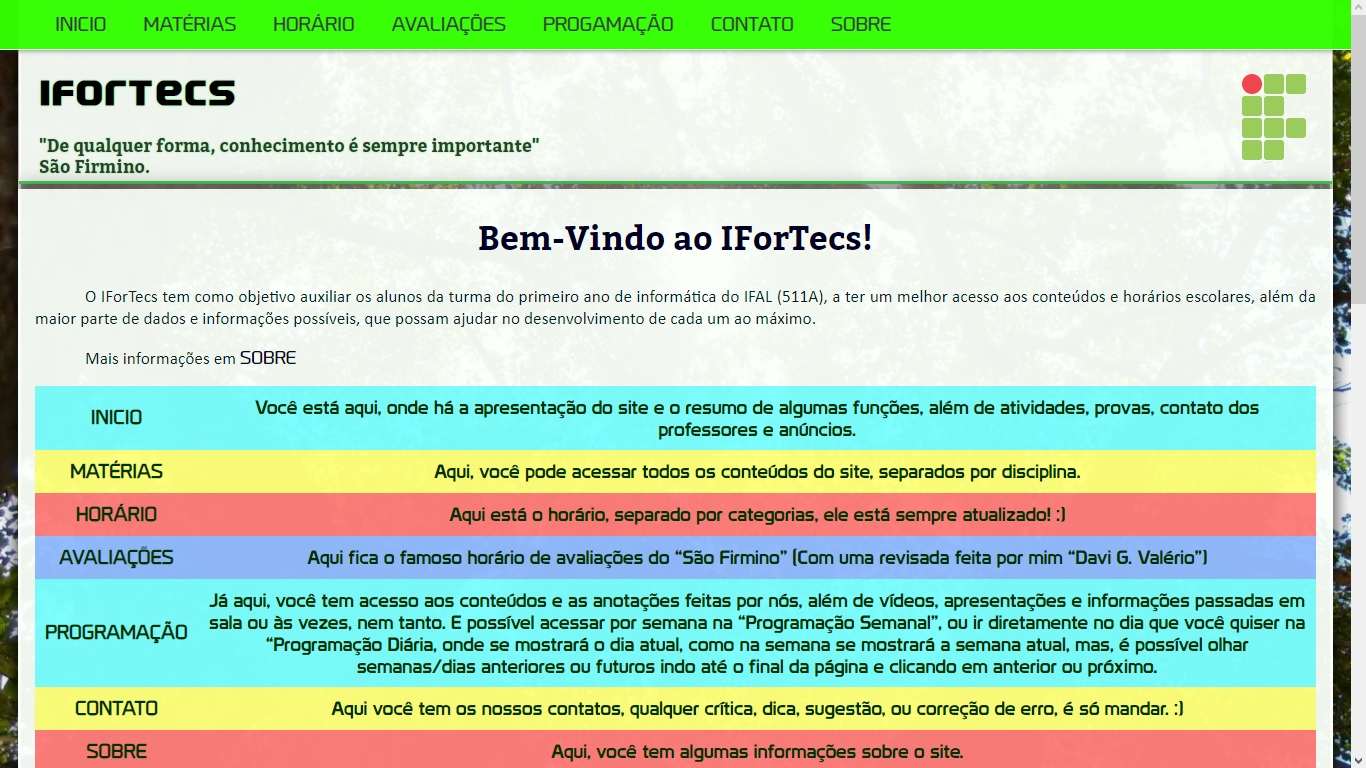 INICIO MATÉRIAS HORÁRIO AVALIAÇÕES PROGAMAÇÃO CONTATO SOBRE
IForTecs
"De qualquer forma, conhecimento é sempre importante"
São Firmino.
Bem-Vindo ao IForTecs!
O IForTecs tem como objetivo auxiliar os alunos da turma do primeiro ano de informática do IFAL (511A), a ter um melhor acesso aos conteúdos e horários escolares, além da
maior parte de dados e informações possíveis, que possam ajudar no desenvolvimento de cada um ao máximo.
Mais informações em SOBRE
INICIO
Você está aqui, onde há a apresentação do site e o resumo de algumas funções, além de atividades, provas, contato dos
professores e anúncios.
MATÉRIAS
Aqui, você pode acessar todos os conteúdos do site, separados por disciplina.
HORÁRIO
Aqui está o horário, separado por categorias, ele está sempre atualizado! :)
AVALIAÇÕES
Aqui fica o famoso horário de avaliações do “São Firmino” (Com uma revisada feita por mim “Davi G. Valério”)
PROGRAMAÇÃO
Já aqui, você tem acesso aos conteúdos e as anotações feitas por nós, além de vídeos, apresentações e informações passadas em
sala ou às vezes, nem tanto. E possível acessar por semana na “Programação Semanal”, ou ir diretamente no dia que você quiser na
“Programação Diária, onde se mostrará o dia atual, como na semana se mostrará a semana atual, mas, é possível olhar
semanas/dias anteriores ou futuros indo até o final da página e clicando em anterior ou próximo.
CONTATO
Aqui você tem os nossos contatos, qualquer crítica, dica, sugestão, ou correção de erro, é só mandar. :)
SOBRE
Aqui, você tem algumas informações sobre o site.